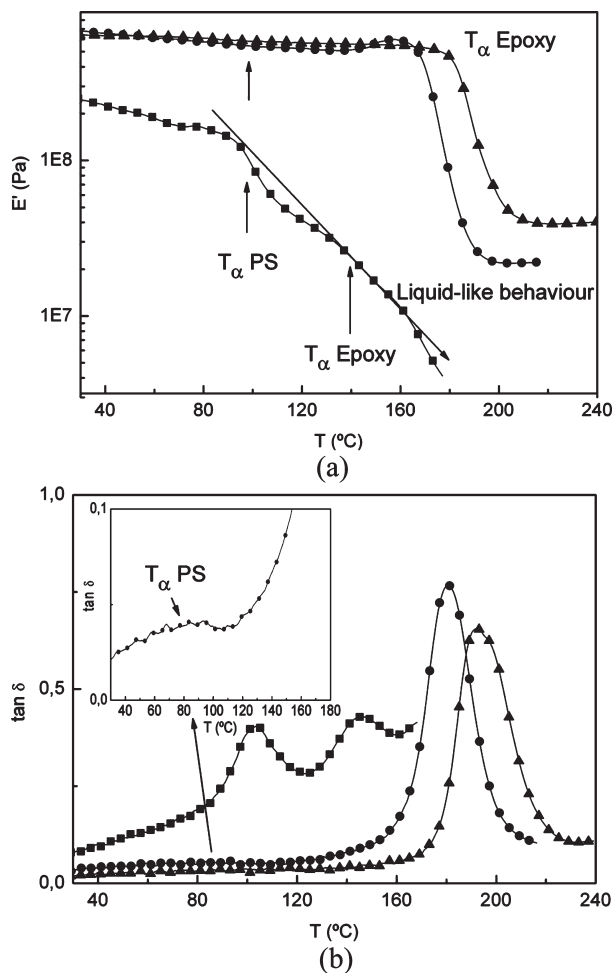 E' (Pa)
1E8
1E7
Tα Epoxy
Tα PS
Liquid-like behaviour
Tα Epoxy
40 80 120 160 200 240
T (ºC)
(a)
tan δ
1,0
0,5
0,0
tan δ
0,1
0,0
Tα PS
40 60 80 100 120 140 160 180
T (ºC)
40 80 120 160 200 240
T (ºC)
(b)